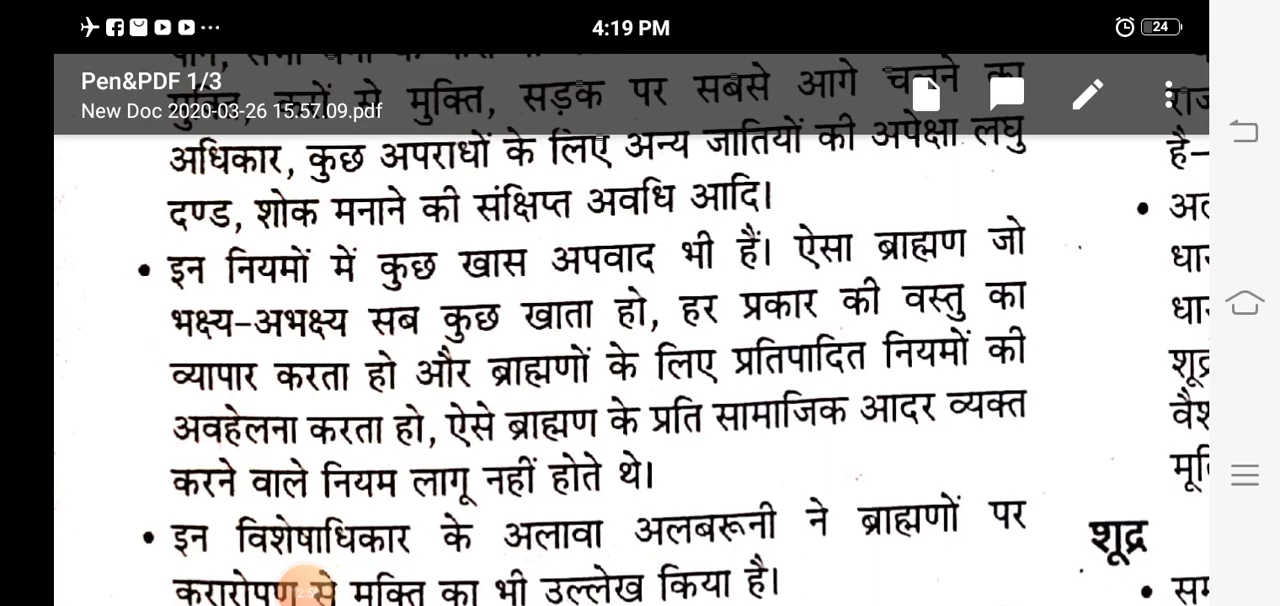 4:19 PM
24
Pen&PDF 1/3
New Doc 2020-03-26 15.57.09.pdf
से मुक्ति, सड़क पर सबसे आगे चलने का
अधिकार, कुछ अपराधों के लिए अन्य जातियों की अपेक्षा लघु
दण्ड, शोक मनाने की संक्षिप्त अवधि आदि।
• इन नियमों में कुछ खास अपवाद भी हैं। ऐसा ब्राह्मण जो
भक्ष्य-अभक्ष्य सब कुछ खाता हो, हर प्रकार की वस्तु का
व्यापार करता हो और ब्राह्मणों के लिए प्रतिपादित नियमों की
अवहेलना करता हो, ऐसे ब्राह्मण के प्रति सामाजिक आदर व्यक्त
करने वाले नियम लागू नहीं होते थे।
• इन विशेषाधिकार के अलावा अलबरूनी ने ब्राह्मणों पर
करारोपण से मुक्ति का भी उल्लेख किया है।
है–
शूद्र